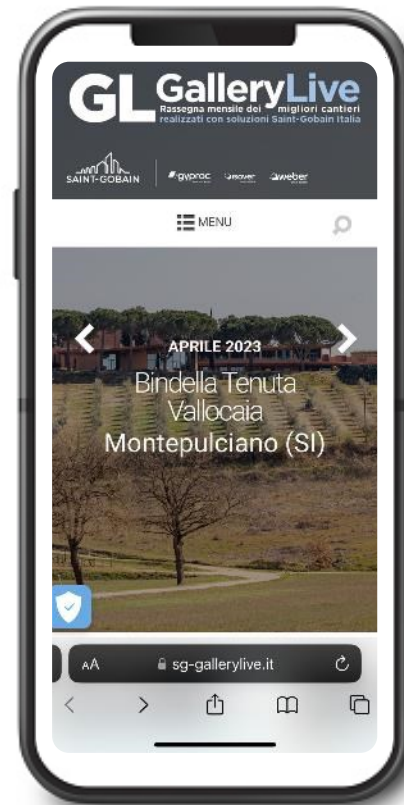 GL GalleryLive
Rassegna mensile dei migliori cantieri
realizzati con soluzioni Saint-Gobain Italia
SAINT-GOBAIN gyproc isover weber
MENU
APRILE 2023
Bindella Tenuta
Vallocaia
Montepulciano (SI)
AA sg-gallerylive.it